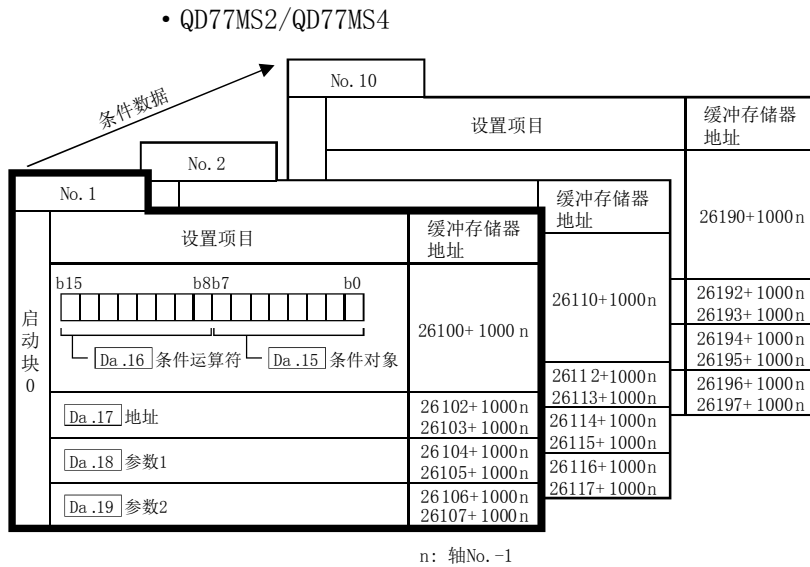 • QD77MS2/QD77MS4
条件数据
No.10
设置项目
缓冲存储器
地址
26190+1000n
26192+1000n
26193+1000n
26194+1000n
26195+1000n
26196+1000n
26197+1000n
No.2
缓冲存储器
地址
26110+1000n
26112+1000n
26113+1000n
26114+1000n
26115+1000n
26116+1000n
26117+1000n
No.1
启动块0
设置项目
缓冲存储器
地址
b15 b8b7 b0
Da.16 条件运算符 Da.15 条件对象
26100+1000n
Da.17 地址
26102+1000n
26103+1000n
Da.18 参数1
26104+1000n
26105+1000n
Da.19 参数2
26106+1000n
26107+1000n
n: 轴No.-1